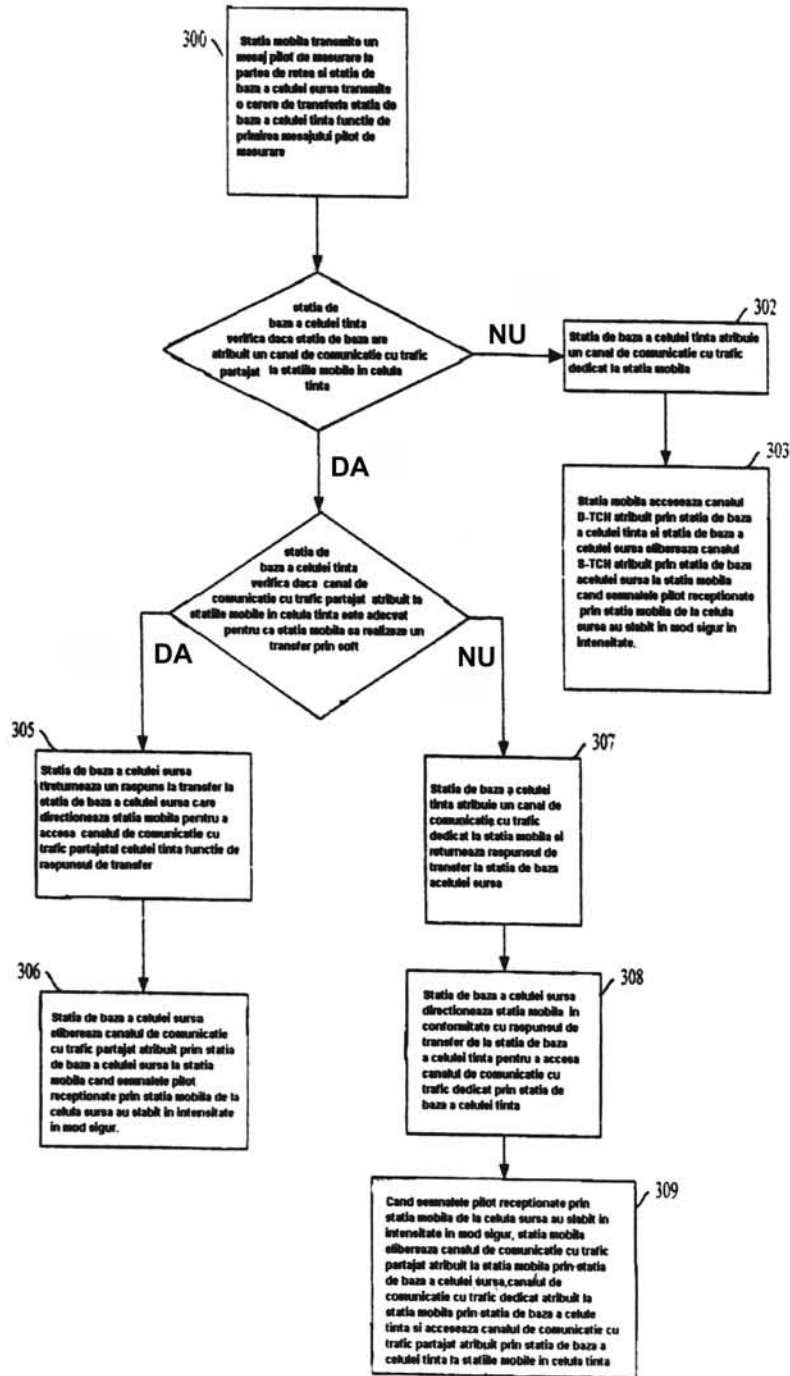 300
Statia mobila transmite un
mesaj pilot de masurare la
partea de retea si statia de
baza a celulei sursa transmite
o cerere de transferla statia de
baza a celulei tinta functie de
primirea mesajului pilot de
masurare
statia de
baza a celulei tinta
verifica daca statia de baza are
atribuit un canal de comunicatie cu trafic
partajat la statiile mobile in celula
tinta
NU
302
Statia de baza a celulei tinta atribuie
un canal de comunicatie cu trafic
dedicat la statia mobila
303
Statia mobila acceseaza canalul
D-TCH atribuit prin statia de baza
a celulei tinta si statia de baza a
celulei sursa elibereaza canalul
S-TCH atribuit prin statia de baza
acelulei sursa la statia mobila
cand semnalele pilot receptionate
prin statia mobila de la celula
sursa au slabit in mod sigur in
intensitate.
DA
statia de
baza a celulei tinta
verifica daca canal de
comunicatie cu trafic partajat atribuit la
statiile mobile in celula tinta este adecvat
pentru ca statia mobila sa realizeze un
transfer prin soft
DA
NU
305
Statia de baza a celulei sursa
returneaza un raspuns la transfer la
statia de baza a celulei sursa care
directioneaza statia mobila pentru a
accesa canalul de comunicatie cu
trafic partajatal celulei tinta functie de
raspunsul de transfer
306
Statia de baza a celulei sursa
elibereaza canalul de comunicatie
cu trafic partajat atribuit prin statia
de baza a celulei sursa la statia
mobila cand semnalele pilot
receptionate prin statia mobila de la
celula sursa au slabit in intensitate
in mod sigur.
307
Statia de baza a celulei
tinta atribuie un canal de
comunicatie cu trafic
dedicat la statia mobila si
returneaza raspunsul de
transfer la statia de baza
acelulei sursa
308
Statia de baza a celulei sursa
directioneaza statia mobila in
conformitate cu raspunsul de
transfer de la statia de baza
a celulei tinta pentru a accesa
canalul de comunicatie cu
trafic dedicat prin statia de
baza a celulei tinta
309
Cand semnalele pilot receptionate prin
statia mobila de la celula sursa au slabit in
intensitate in mod sigur, statia mobila
elibereaza canalul de comunicatie cu trafic
partajat atribuit la statia mobila prin-statia
de baza a celulei sursa,canalul de
comunicatie cu trafic dedicat atribuit la
statia mobila prin-statia de baza a celule
tinta si acceseaza canalul de comunicatie cu
trafic partajat atribuit prin statia de baza a
celulei tinta la statiile mobile in celula tinta